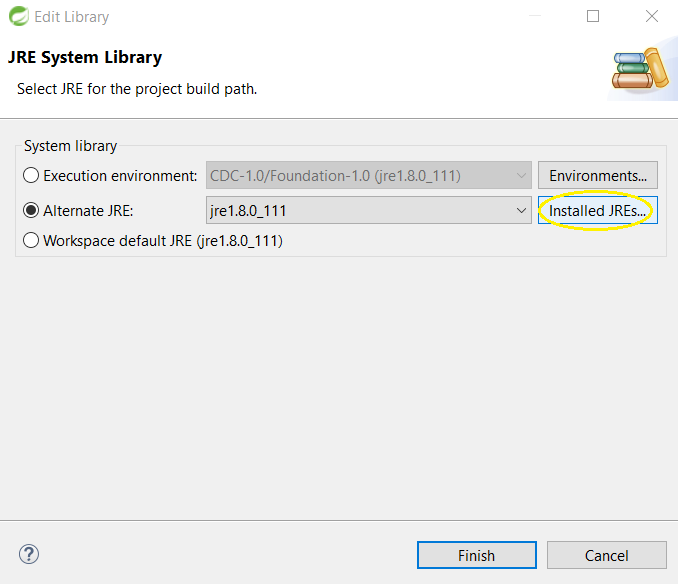 Edit Library
JRE System Library
Select JRE for the project build path.
System library
Execution environment: CDC-1.0/Foundation-1.0 (jre1.8.0_111) Environments...
Alternate JRE: jre1.8.0_111 Installed JREs...
Workspace default JRE (jre1.8.0_111)
? Finish Cancel